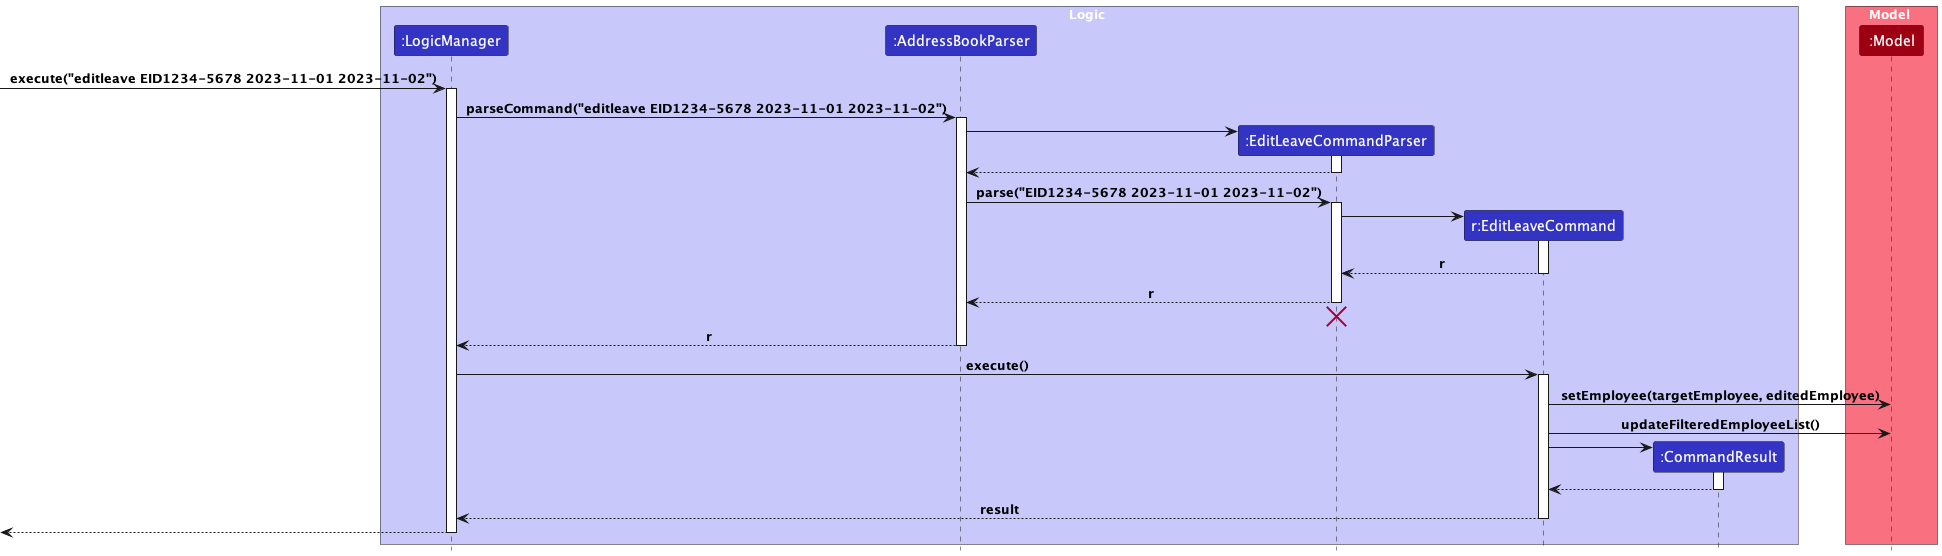 Logic
Model
:LogicManager
:AddressBookParser
:Model
execute("editleave EID1234-5678 2023-11-01 2023-11-02")
parseCommand("editleave EID1234-5678 2023-11-01 2023-11-02")
:EditLeaveCommandParser
parse("EID1234-5678 2023-11-01 2023-11-02")
r:EditLeaveCommand
r
r
r
execute()
setEmployee(targetEmployee, editedEmployee)
updateFilteredEmployeeList()
:CommandResult
result